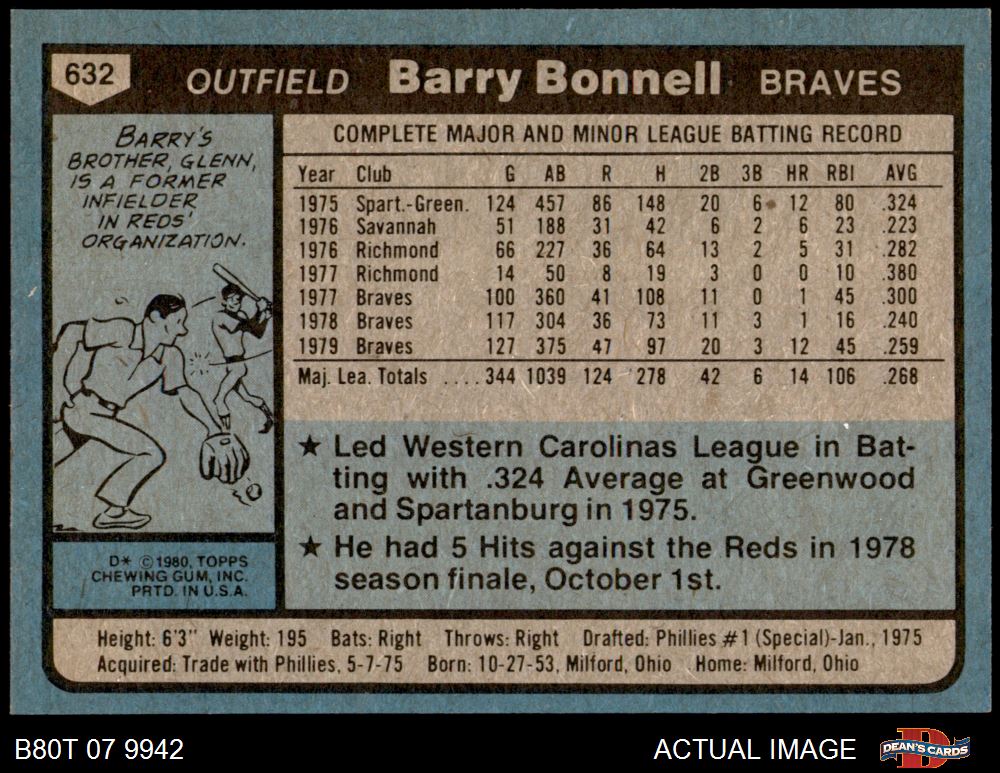 632 OUTFIELD Barry Bonnell BRAVES
BARRY'S
BROTHER, GLENN,
IS A FORMER
INFIELDER
IN REDS'
ORGANIZATION.
D* © 1980, TOPPS
CHEWING GUM, INC.
PRTD. IN U.S.A.
COMPLETE MAJOR AND MINOR LEAGUE BATTING RECORD
Year Club G AB R H 2B 3B HR RBI AVG
1975 Spart.-Green. 124 457 86 148 20 6 12 80 .324
1976 Savannah 51 188 31 42 6 2 6 23 .223
1976 Richmond 66 227 36 64 13 2 5 31 .282
1977 Richmond 14 50 8 19 3 0 0 10 .380
1977 Braves 100 360 41 108 11 0 1 45 .300
1978 Braves 117 304 36 73 11 3 1 16 .240
1979 Braves 127 375 47 97 20 3 12 45 .259
Maj. Lea. Totals .... 344 1039 124 278 42 6 14 106 .268
★ Led Western Carolinas League in Bat-
ting with .324 Average at Greenwood
and Spartanburg in 1975.
★ He had 5 Hits against the Reds in 1978
season finale, October 1st.
Height: 6'3" Weight: 195 Bats: Right Throws: Right Drafted: Phillies #1 (Special)-Jan., 1975
Acquired: Trade with Phillies, 5-7-75 Born: 10-27-53, Milford, Ohio Home: Milford, Ohio
B80T 07 9942 ACTUAL IMAGE DEAN'S CARDS